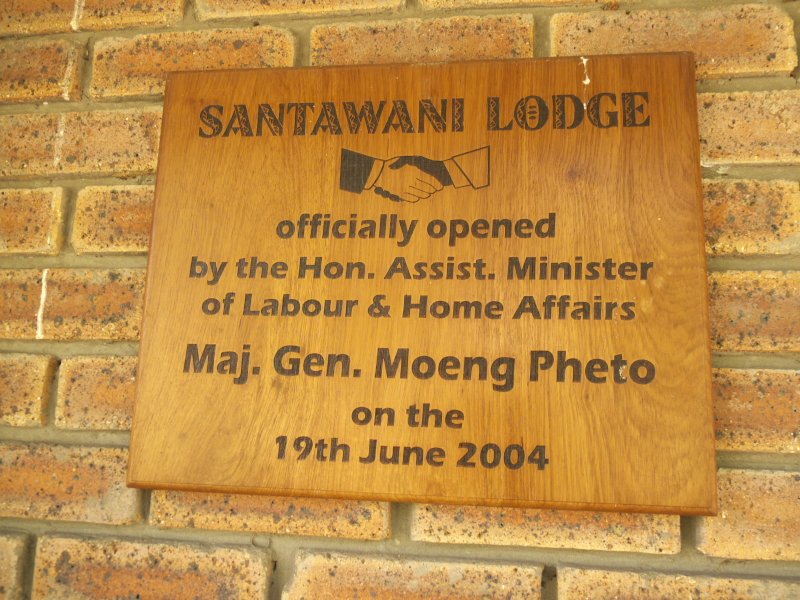 SANTAWANI LODGE
officially opened
by the Hon. Assist. Minister
of Labour & Home Affairs
Maj. Gen. Moeng Pheto
on the
19th June 2004